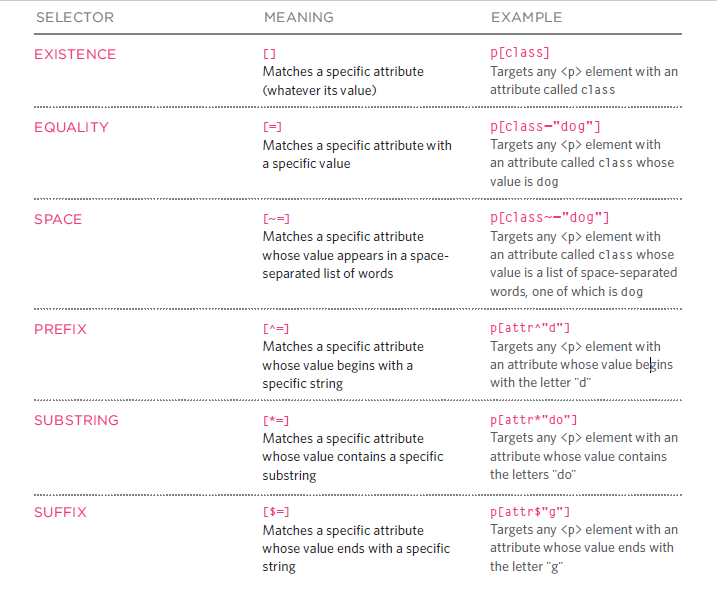 SELECTOR MEANING EXAMPLE
EXISTENCE [] p[class]
Matches a specific attribute Targets any <p> element with an
(whatever its value) attribute called class
EQUALITY [=] p[class="dog"]
Matches a specific attribute with Targets any <p> element with
a specific value an attribute called class whose
value is dog
SPACE [~=] p[class~="dog"]
Matches a specific attribute Targets any <p> element with
whose value appears in a space- an attribute called class whose
separated list of words value is a list of space-separated
words, one of which is dog
PREFIX [^=] p[attr^"d"]
Matches a specific attribute Targets any <p> element with
whose value begins with a an attribute whose value begins
specific string with the letter "d"
SUBSTRING [*=] p[attr*"do"]
Matches a specific attribute Targets any <p> element with an
whose value contains a specific attribute whose value contains
substring the letters "do"
SUFFIX [$=] p[attr$"g"]
Matches a specific attribute Targets any <p> element with an
whose value ends with a specific attribute whose value ends with
string the letter "g"